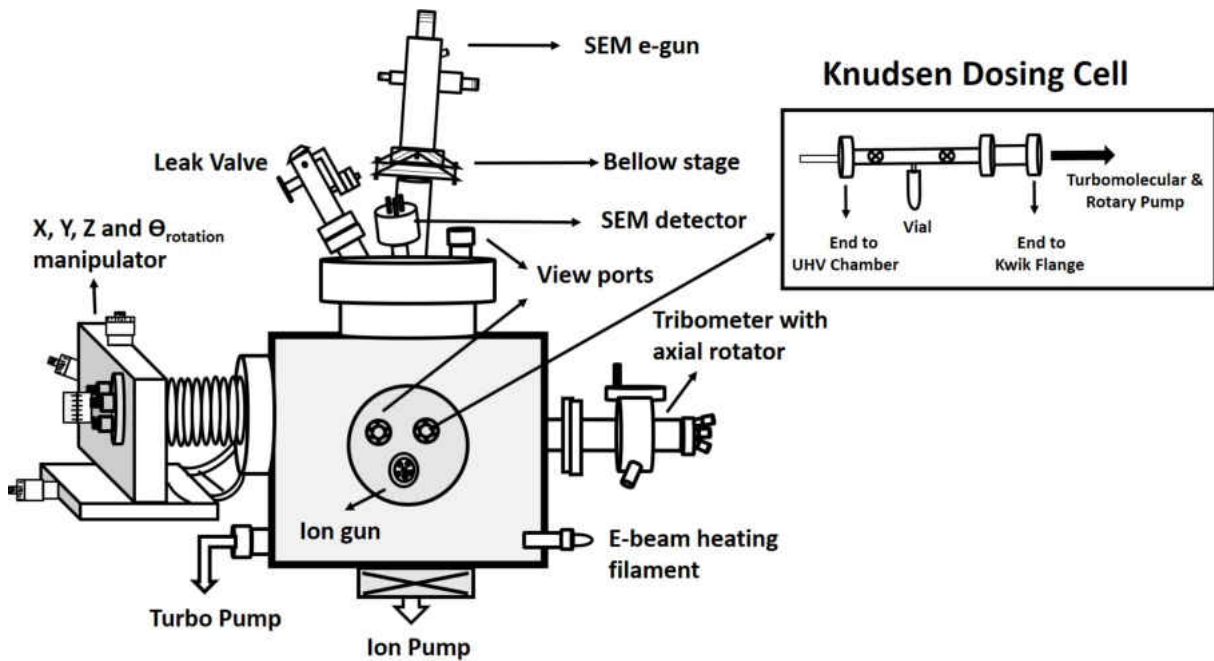 SEM e-gun
Knudsen Dosing Cell
Leak Valve
Bellow stage
SEM detector
Turbomolecular &
Rotary Pump
Vial
End to
UHV Chamber
End to
Kwik Flange
X, Y, Z and Θrotation
manipulator
View ports
Tribometer with
axial rotator
Ion gun
E-beam heating
filament
Turbo Pump
Ion Pump